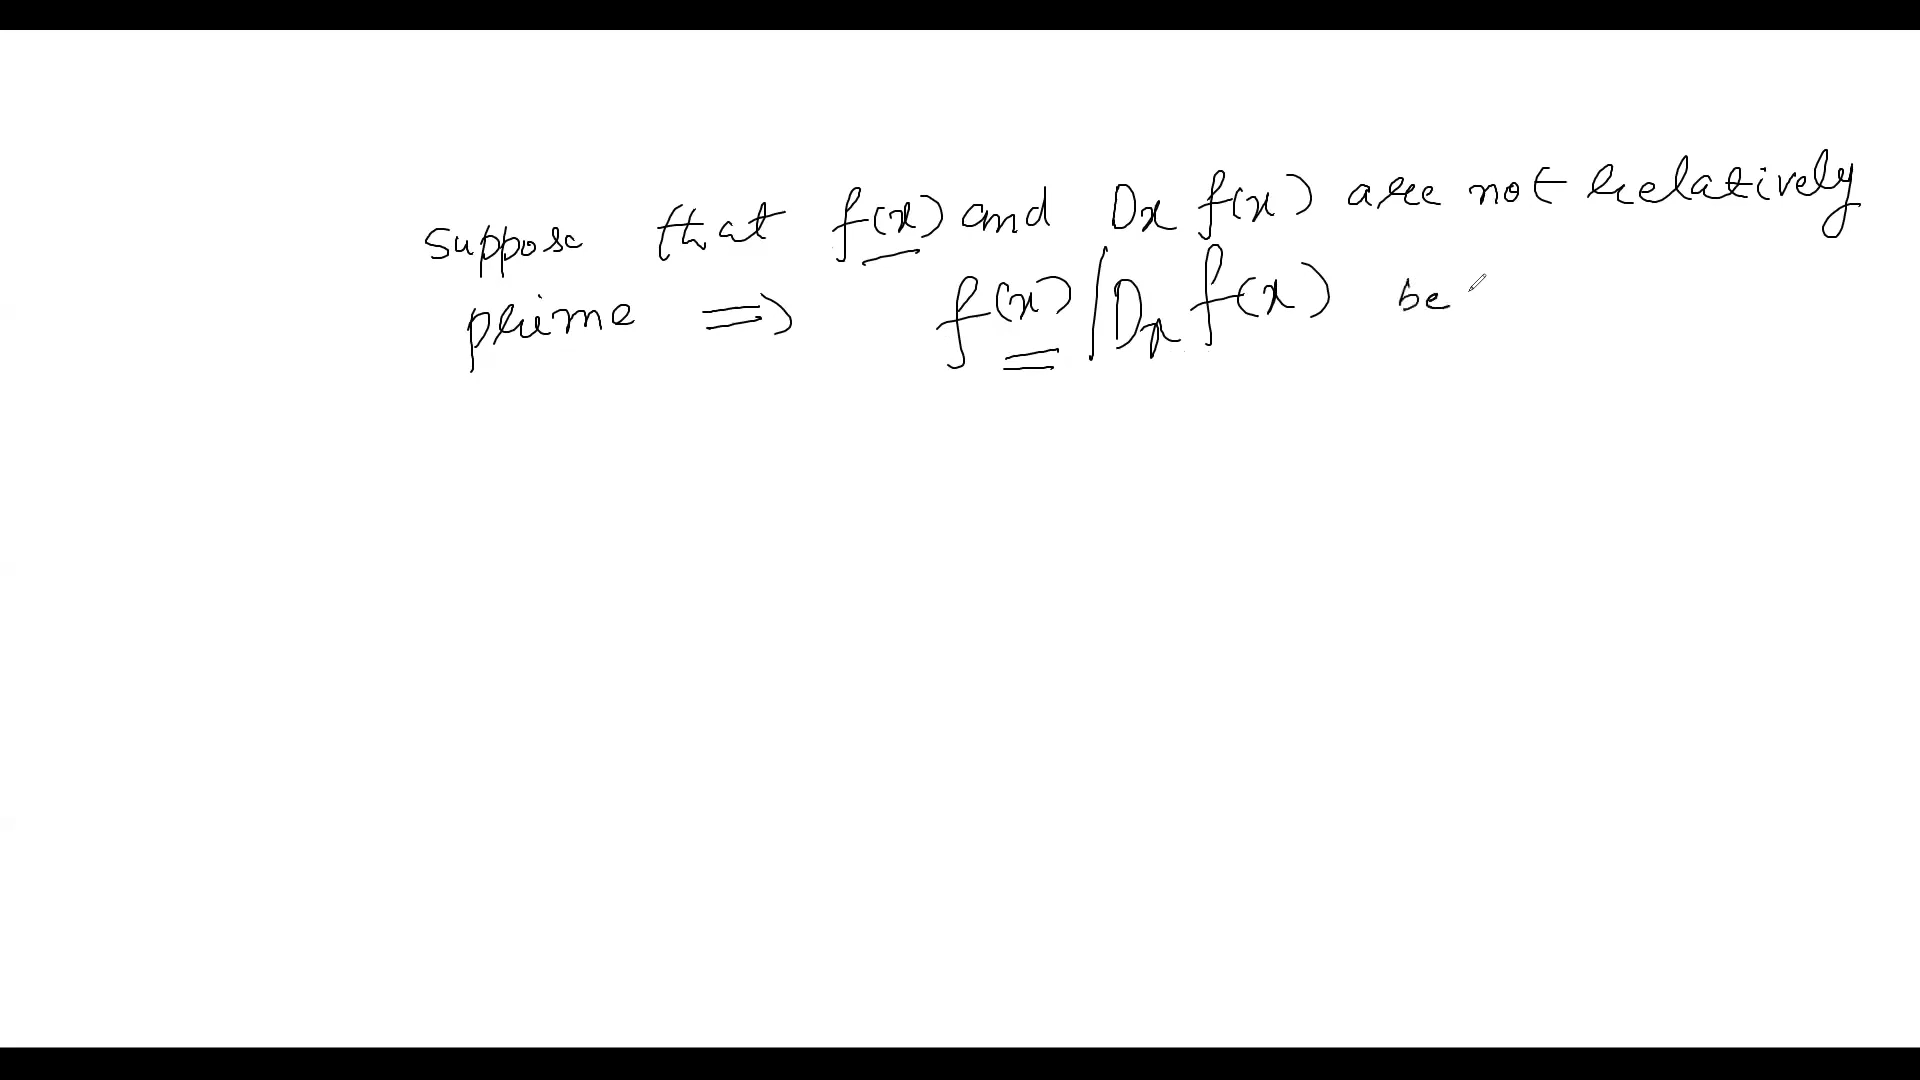 suppose that f(x) and Dx f(x) are not relatively
prime => f(x) | Dx f(x) be